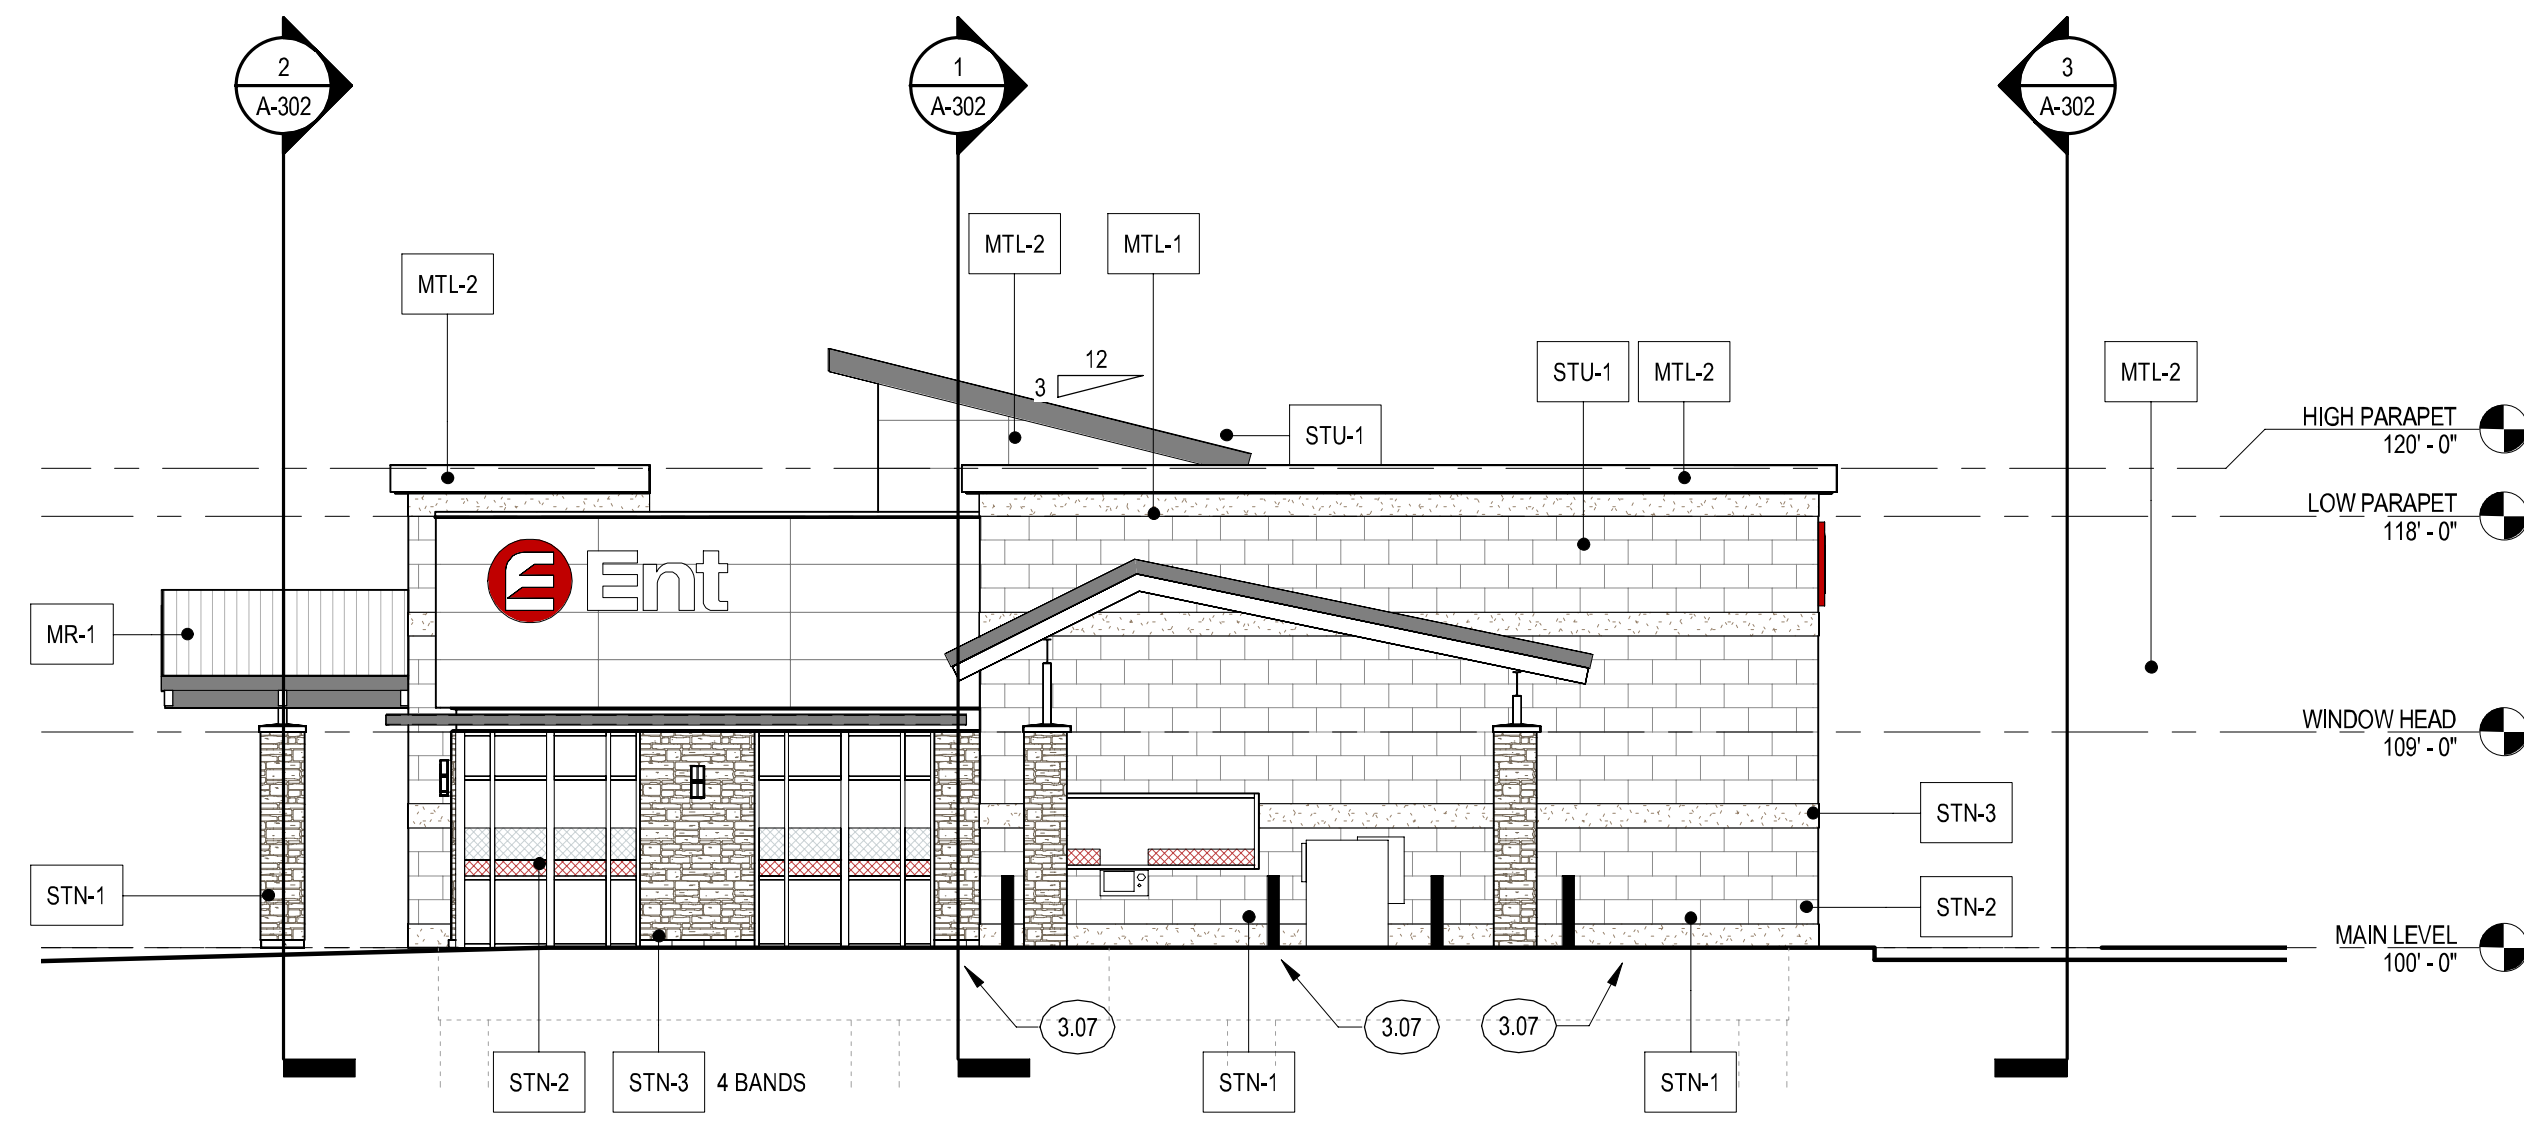 2
A-302
1
A-302
3
A-302
MTL-2
MTL-1
MTL-2
12
3
STU-1
MTL-2
MTL-2
STU-1
HIGH PARAPET
120' - 0"
LOW PARAPET
118' - 0"
Ent
MR-1
WINDOW HEAD
109' - 0"
STN-3
STN-1
STN-2
MAIN LEVEL
100' - 0"
3.07
3.07
3.07
STN-2
STN-3 4 BANDS
STN-1
STN-1